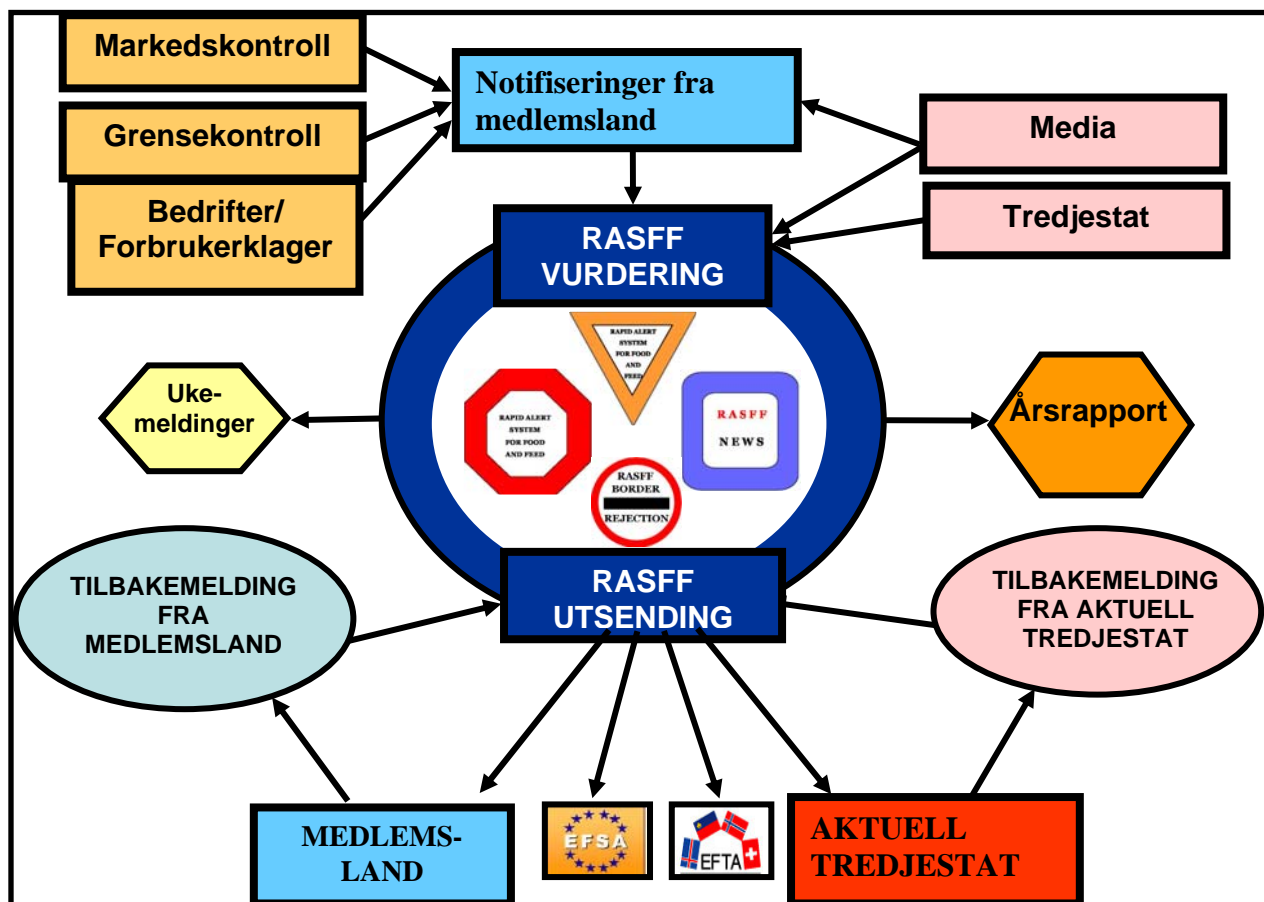 Markedskontroll
Grensekontroll
Bedrifter/
Forbrukerklager
Notifiseringer fra
medlemsland
Media
Tredjestat
RASFF
VURDERING
RAPID ALERT
SYSTEM
FOR FOOD
AND
FEED
RAPID ALERT
SYSTEM
FOR FOOD
AND FEED
RASFF
NEWS
RASFF
BORDER
REJECTION
Uke-
meldinger
Årsrapport
TILBAKEMELDING
FRA
MEDLEMSLAND
RASFF
UTSENDING
TILBAKEMELDING
FRA AKTUELL
TREDJESTAT
MEDLEMS-
LAND
EFSA
EFTA
AKTUELL
TREDJESTAT